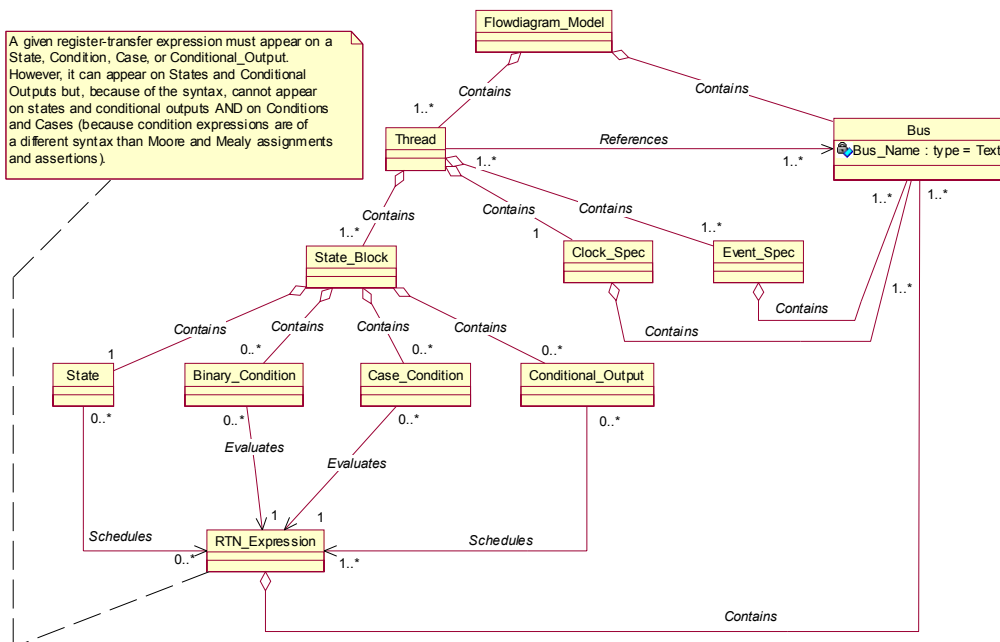 Flowdiagram_Model
A given register-transfer expression must appear on a
State, Condition, Case, or Conditional_Output.
However, it can appear on States and Conditional
Outputs but, because of the syntax, cannot appear
on states and conditional outputs AND on Conditions
and Cases (because condition expressions are of
a different syntax than Moore and Mealy assignments
and assertions).
Contains
Contains
1..*
Thread
References
1..*
1..*
Bus
Bus_Name : type = Text
Contains
1..*
Contains
1
Contains
1..*
1..*
1..*
State_Block
Clock_Spec
Event_Spec
1..*
Contains
Contains
Contains
Contains
Contains
Contains
1
0..*
0..*
0..*
State
Binary_Condition
Case_Condition
Conditional_Output
0..*
0..*
0..*
0..*
Evaluates
Evaluates
1
1
Schedules
RTN_Expression
Schedules
0..*
1..*
Contains